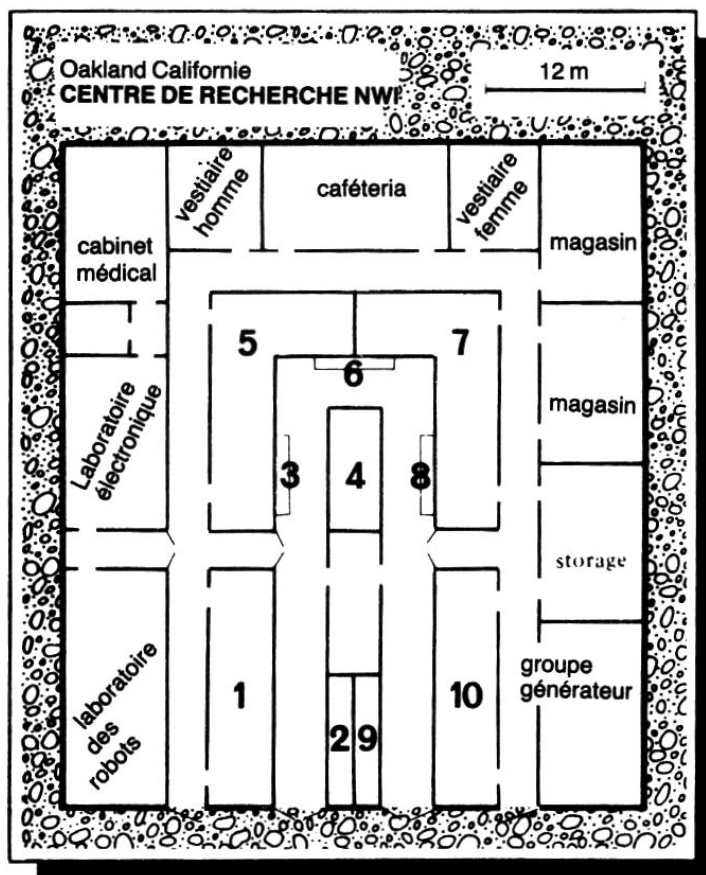 Oakland Californie
CENTRE DE RECHERCHE NWI
12 m
vestiaire
homme
caféteria
vestiaire
femme
magasin
cabinet
médical
5
7
6
magasin
Laboratoire
électronique
3
4
8
storage
laboratoire
des
robots
1
2
9
10
groupe
générateur